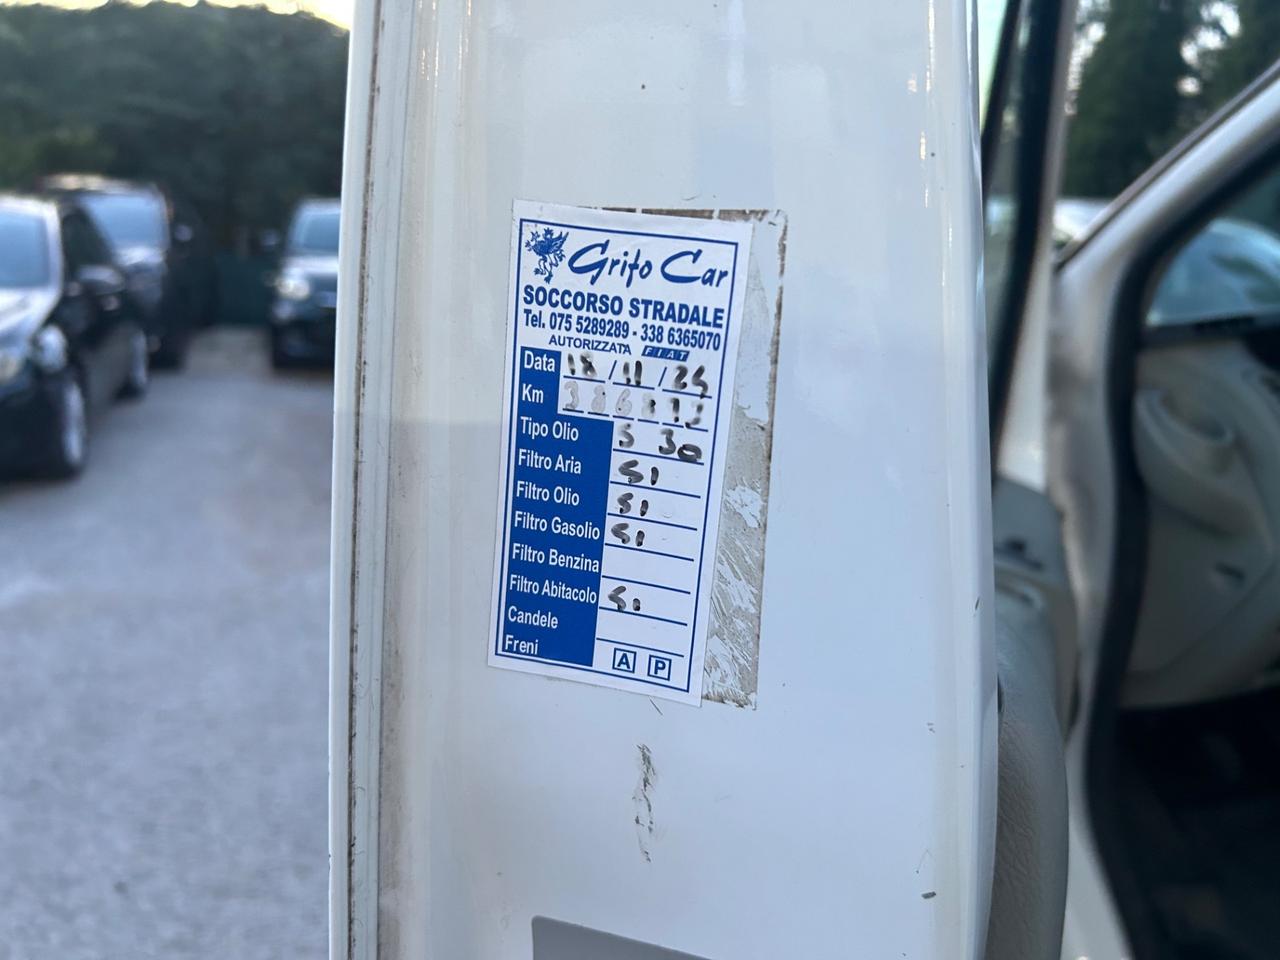 Grifo Car
SOCCORSO STRADALE
Tel. 075 5289289 - 338 6365070
AUTORIZZATA FIAT
Data 18 / 11 / 24
Km
Tipo Olio 5 30
Filtro Aria SI
Filtro Olio SI
Filtro Gasolio SI
Filtro Benzina
Filtro Abitacolo SI
Candele
Freni A P